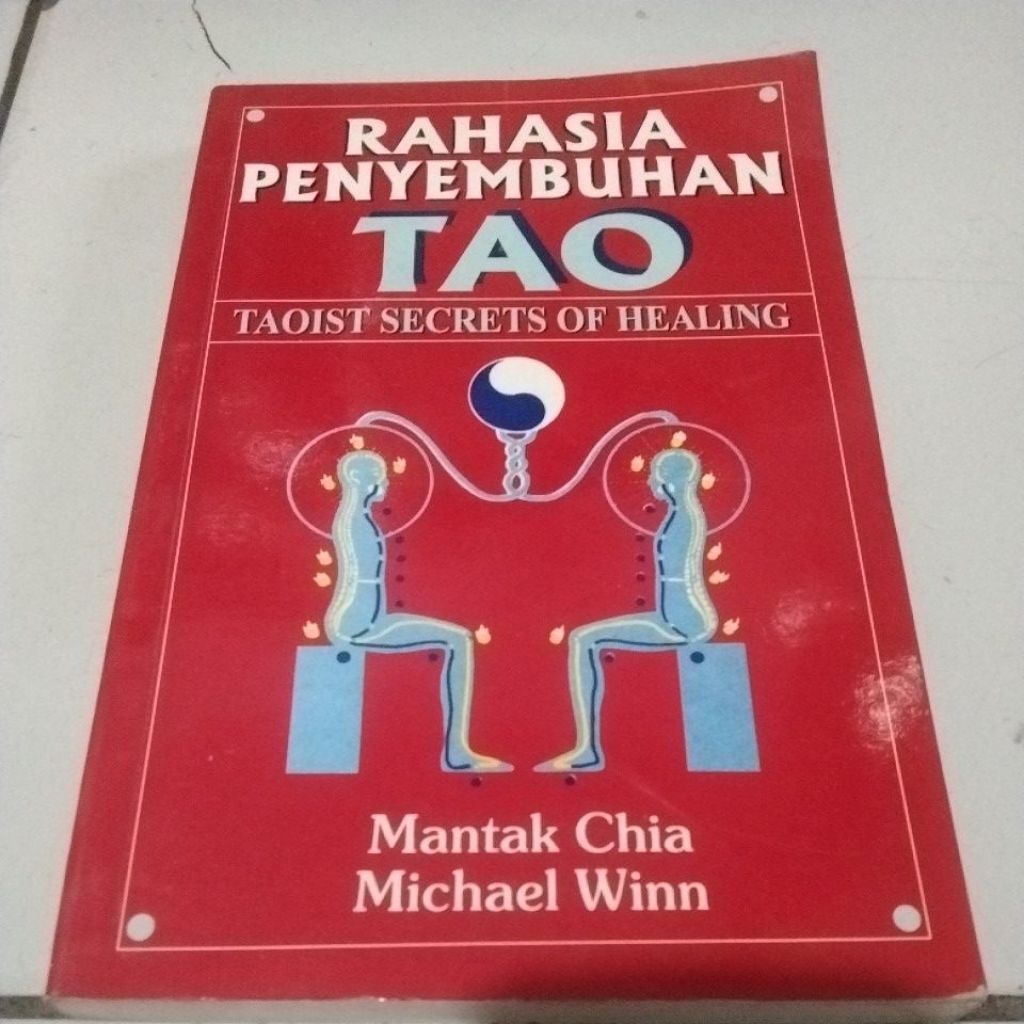 RAHASIA
PENYEMBUHAN
TAO
TAOIST SECRETS OF HEALING
Mantak Chia
Michael Winn